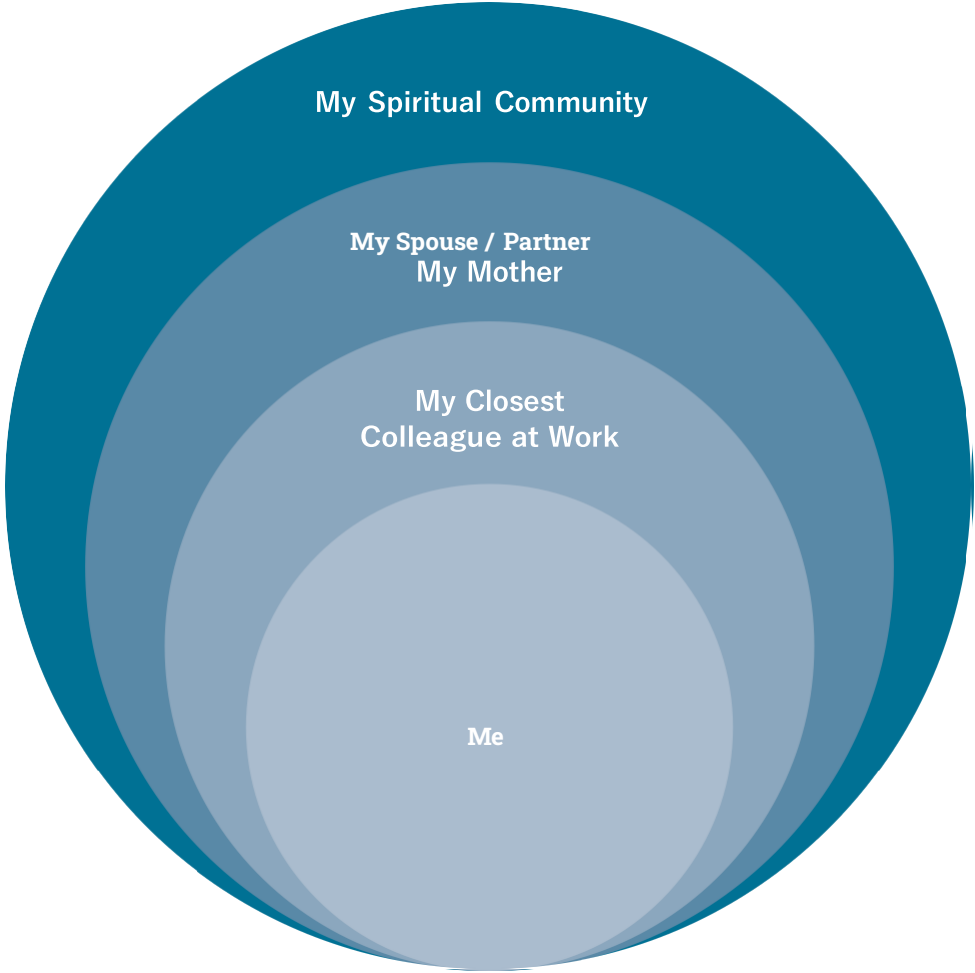 My Spiritual Community
My Spouse / Partner
My Mother
My Closest
Colleague at Work
Me